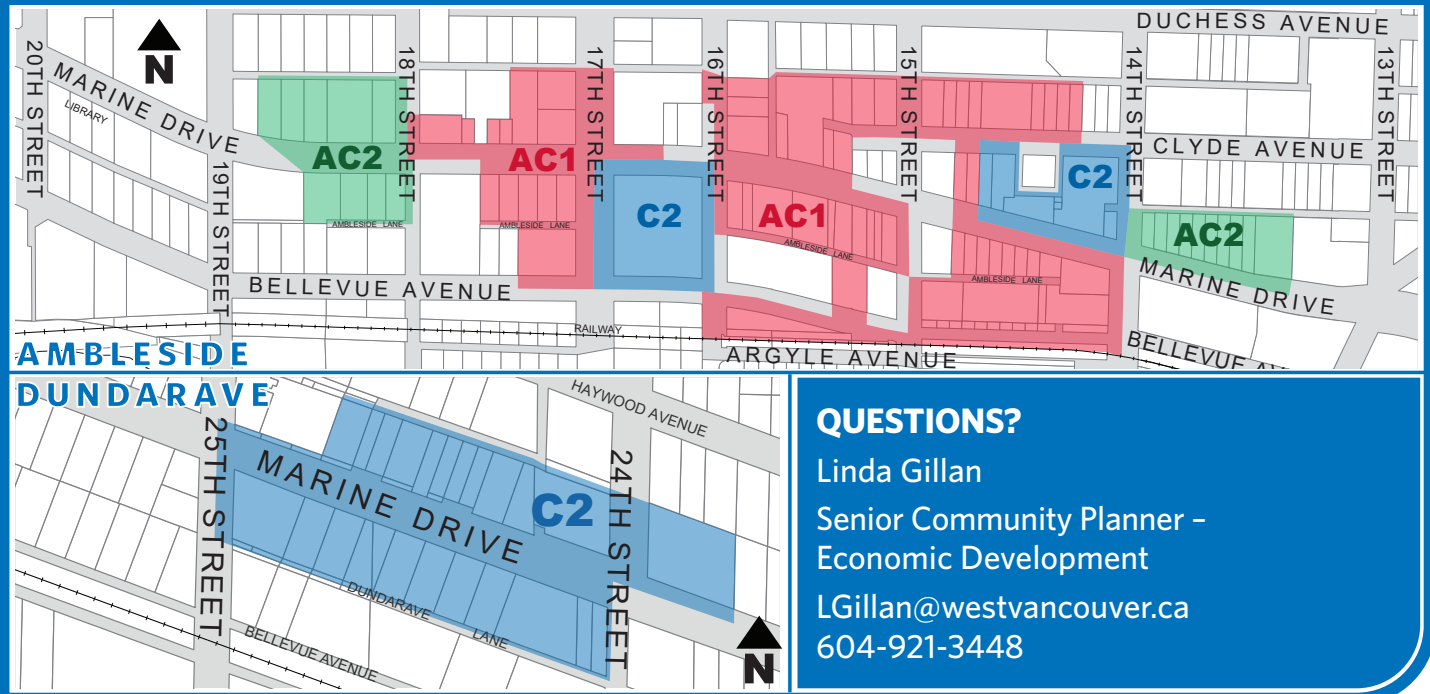 DUCHESS AVENUE
20TH STREET
MARINE DRIVE
LIBRARY
N
19TH STREET
18TH STREET
17TH STREET
16TH STREET
15TH STREET
14TH STREET
13TH STREET
CLYDE AVENUE
AC2
AC1
C2
AC1
C2
AC2
AMBLESIDE LANE
AMBLESIDE LANE
AMBLESIDE LANE
AMBLESIDE LANE
MARINE DRIVE
BELLEVUE AVENUE
RAILWAY
ARGYLE AVENUE
BELLEVUE AV
AMBLESIDE
DUNDARAVE
HAYWOOD AVENUE
25TH STREET
MARINE DRIVE
C2
24TH STREET
DUNDARAVE LANE
BELLEVUE AVENUE
N
QUESTIONS?
Linda Gillan
Senior Community Planner –
Economic Development
LGillan@westvancouver.ca
604-921-3448